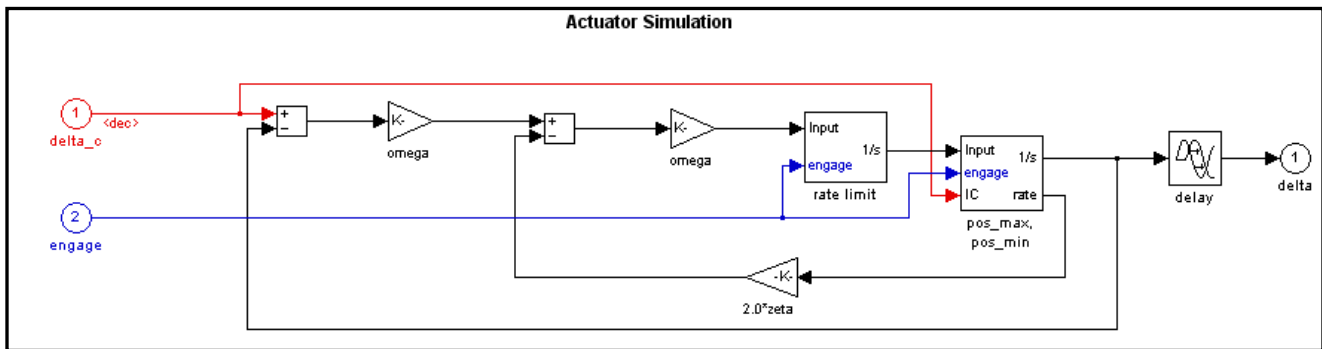 Actuator Simulation
1
<dec>
delta_c
+
−
K-
omega
+
−
K-
omega
Input
1/s
engage
rate limit
Input
1/s
engage
IC
rate
pos_max,
pos_min
delay
1
delta
2
engage
-K-
2.0*zeta